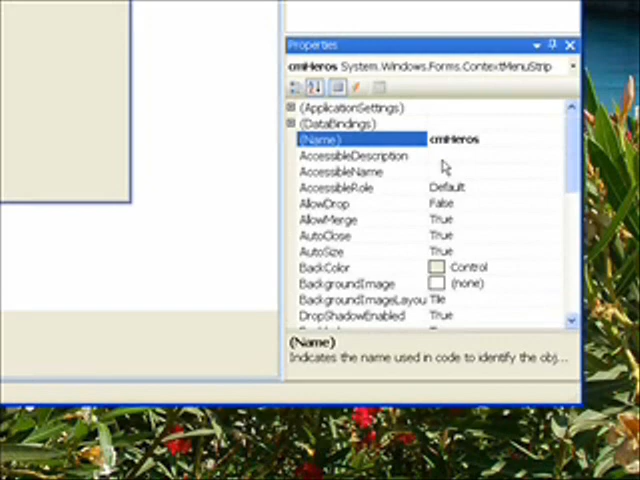 Properties
cmHeros System.Windows.Forms.ContextMenuStrip
(ApplicationSettings)
(DataBindings)
(Name) cmHeros
AccessibleDescription
AccessibleName
AccessibleRole Default
AllowDrop False
AllowMerge True
AutoClose True
AutoSize True
BackColor Control
BackgroundImage (none)
BackgroundImageLayou Tile
DropShadowEnabled True
(Name)
Indicates the name used in code to identify the obj...